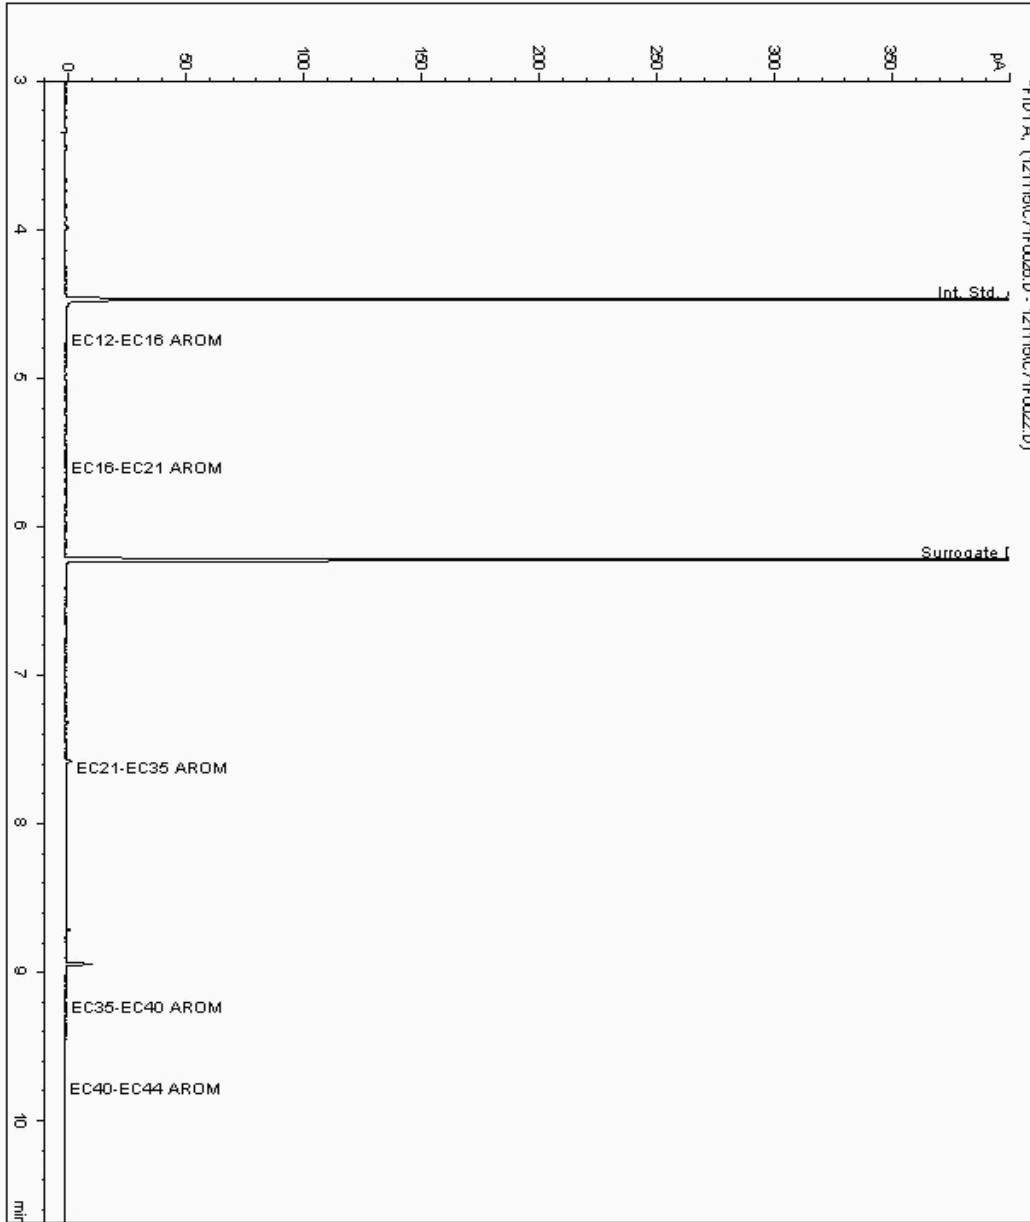 0
50
100
150
200
250
300
350
pA
3
4
5
6
7
8
9
10
min
Int. Std.
EC12-EC16 AROM
EC16-EC21 AROM
Surrogate
EC21-EC35 AROM
EC35-EC40 AROM
EC40-EC44 AROM